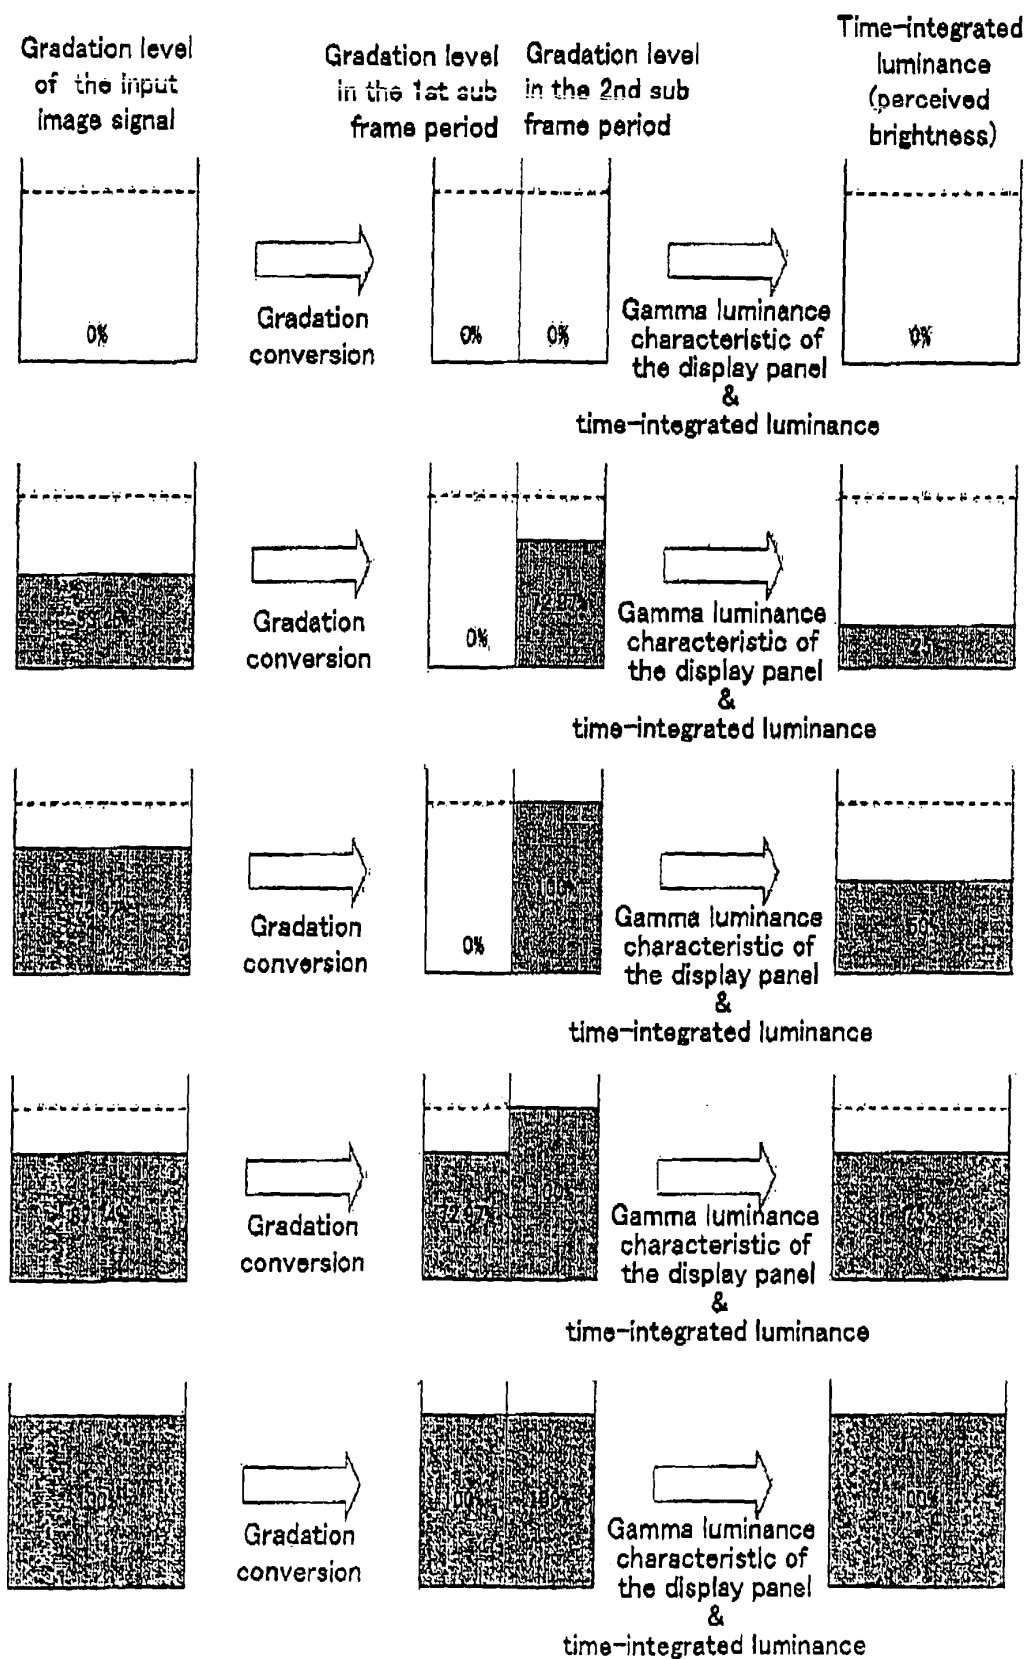 Gradation level
of the input
image signal
Gradation level
in the 1st sub
frame period
Gradation level
in the 2nd sub
frame period
Time-integrated
luminance
(perceived
brightness)
0%
Gradation
conversion
0%
0%
Gamma luminance
characteristic of
the display panel
&
time-integrated luminance
0%
Gradation
conversion
0%
72.97%
Gamma luminance
characteristic of
the display panel
&
time-integrated luminance
25%
Gradation
conversion
0%
100%
Gamma luminance
characteristic of
the display panel
&
time-integrated luminance
50%
Gradation
conversion
72.97%
100%
Gamma luminance
characteristic of
the display panel
&
time-integrated luminance
75%
100%
Gradation
conversion
100%
100%
Gamma luminance
characteristic of
the display panel
&
time-integrated luminance
100%